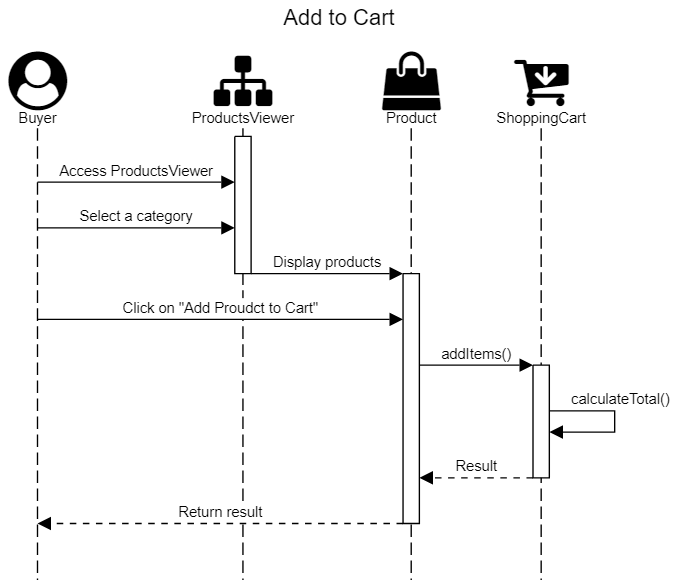 Add to Cart
Buyer
ProductsViewer
Product
ShoppingCart
Access ProductsViewer
Select a category
Display products
Click on "Add Proudct to Cart"
addItems()
calculateTotal()
Result
Return result